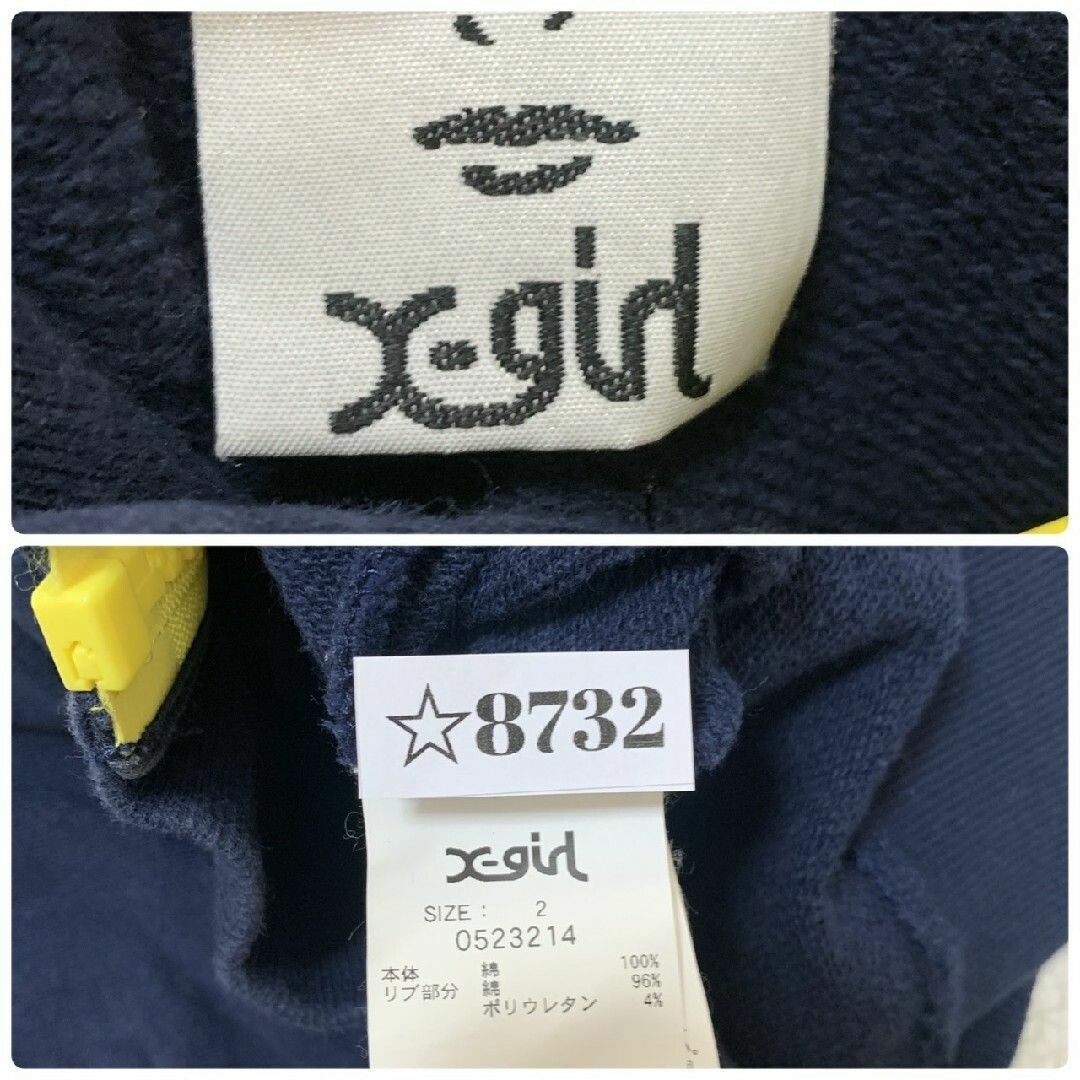 X-girl
☆8732
X-girl
SIZE : 2
0523214
本体 綿 100%
リブ部分 綿 96%
ポリウレタン 4%